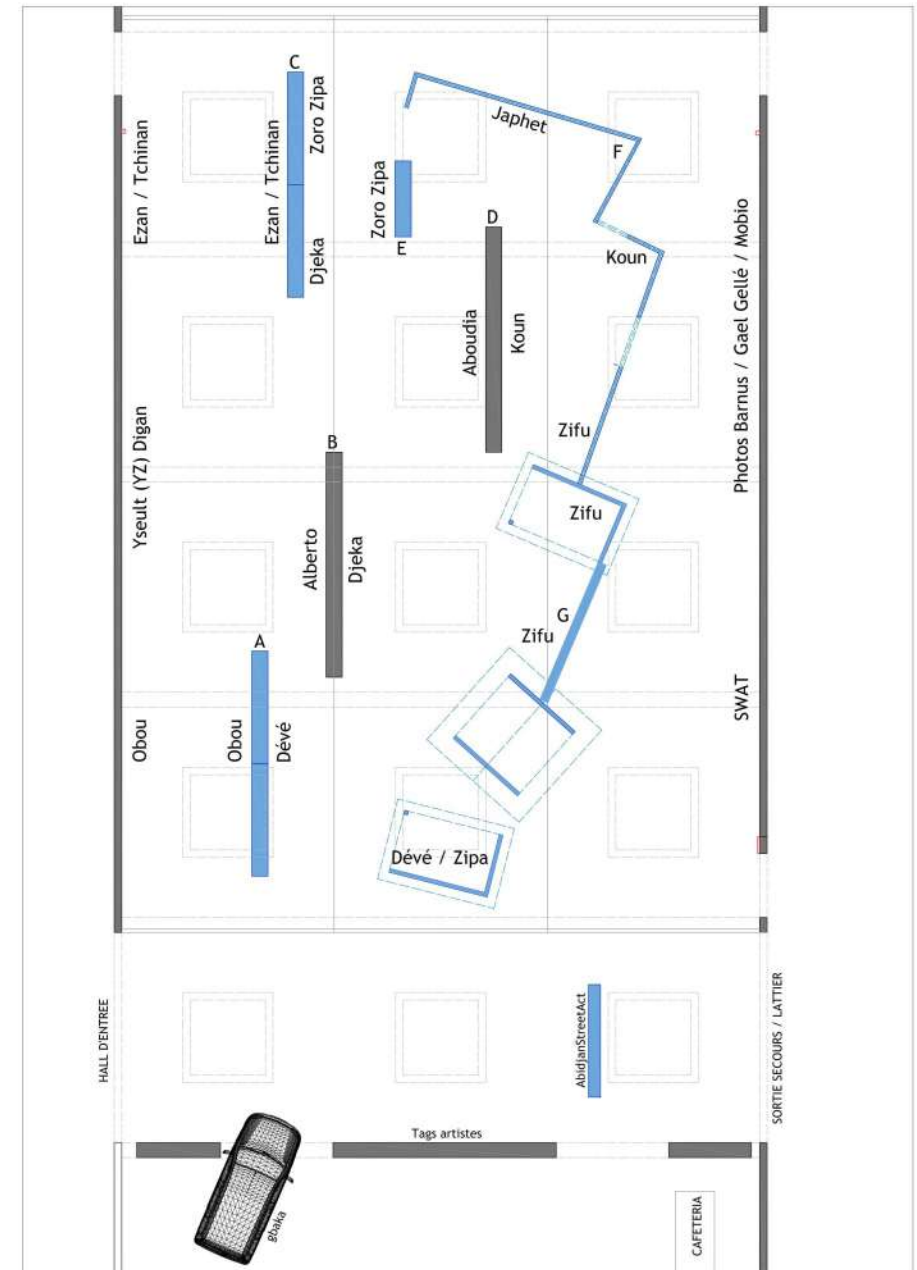 C
Zoro Zipa
Ezan / Tchinan
Ezan / Tchinan
Djeka
Japhet
F
Zoro Zipa
E
D
Koun
Aboudia
Koun
Photos Barnus / Gael Gellé / Mobio
Yseult (YZ) Digan
B
Alberto
Djeka
Zifu
Zifu
G
Zifu
A
Obou
Obou
Dévé
SWAT
Dévé / Zipa
HALL D'ENTREE
AbidjanStreetAct
SORTIE SECOURS / LATTIER
Tags artistes
gbaka
CAFETERIA